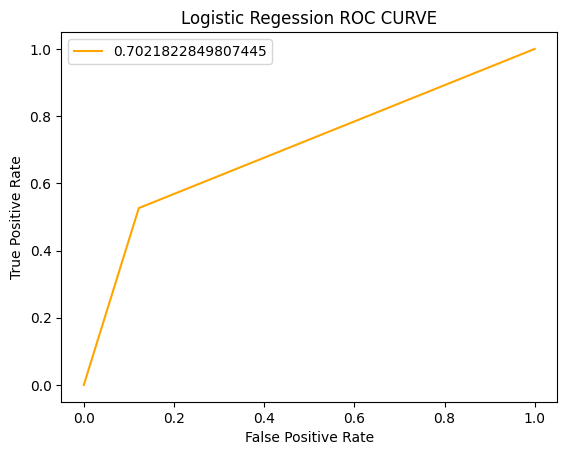 Logistic Regession ROC CURVE
0.7021822849807445
True Positive Rate
1.0
0.8
0.6
0.4
0.2
0.0
0.0 0.2 0.4 0.6 0.8 1.0
False Positive Rate